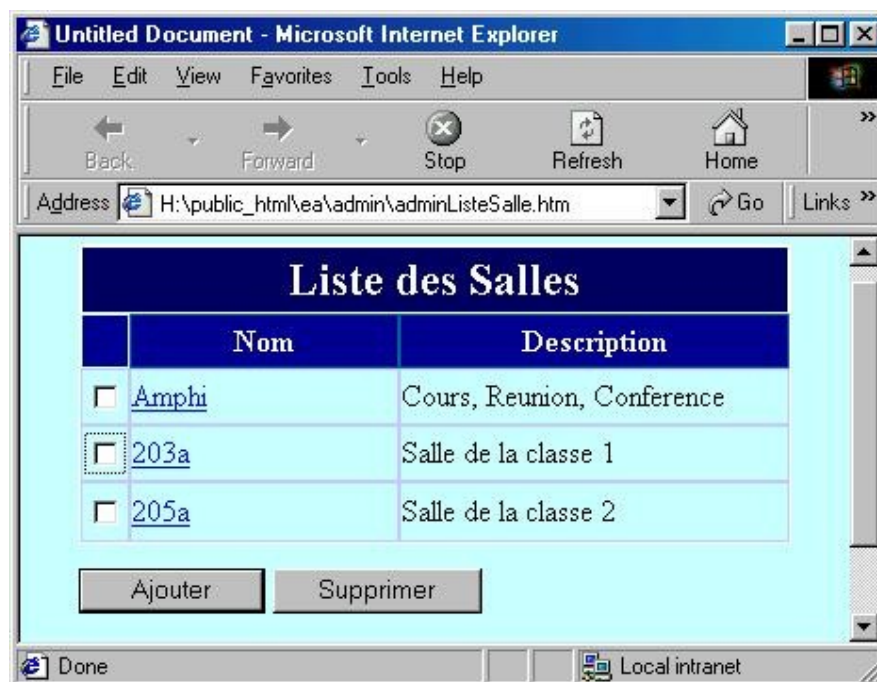 Untitled Document - Microsoft Internet Explorer
File Edit View Favorites Tools Help
Back Forward Stop Refresh Home »
Address H:\public_html\ea\admin\adminListeSalle.htm Go Links »
Liste des Salles
Nom Description
Amphi Cours, Reunion, Conference
203a Salle de la classe 1
205a Salle de la classe 2
Ajouter Supprimer
Done Local intranet